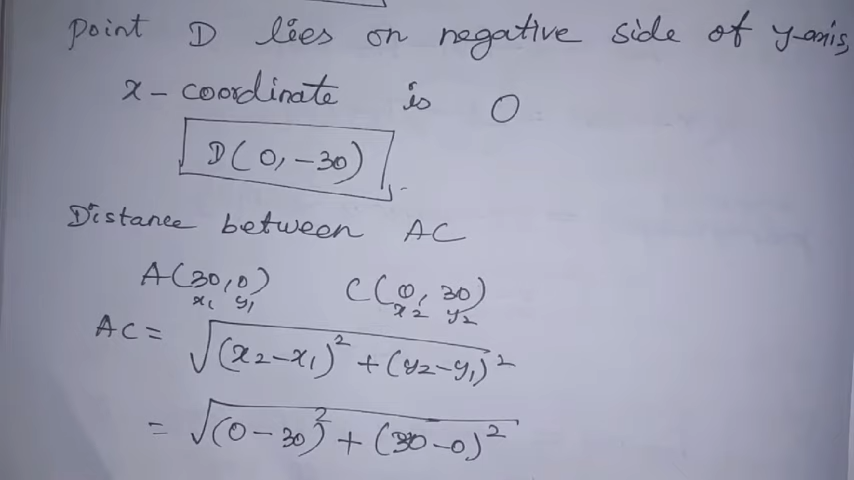 point D lies on negative side of y-axis,
x-coordinate is 0
D(0,-30)
Distance between AC
A(30,0) C(0,30)
x₁ y₁ x₂ y₂
AC = √(x₂-x₁)² + (y₂-y₁)²
= √(0-30)² + (30-0)²